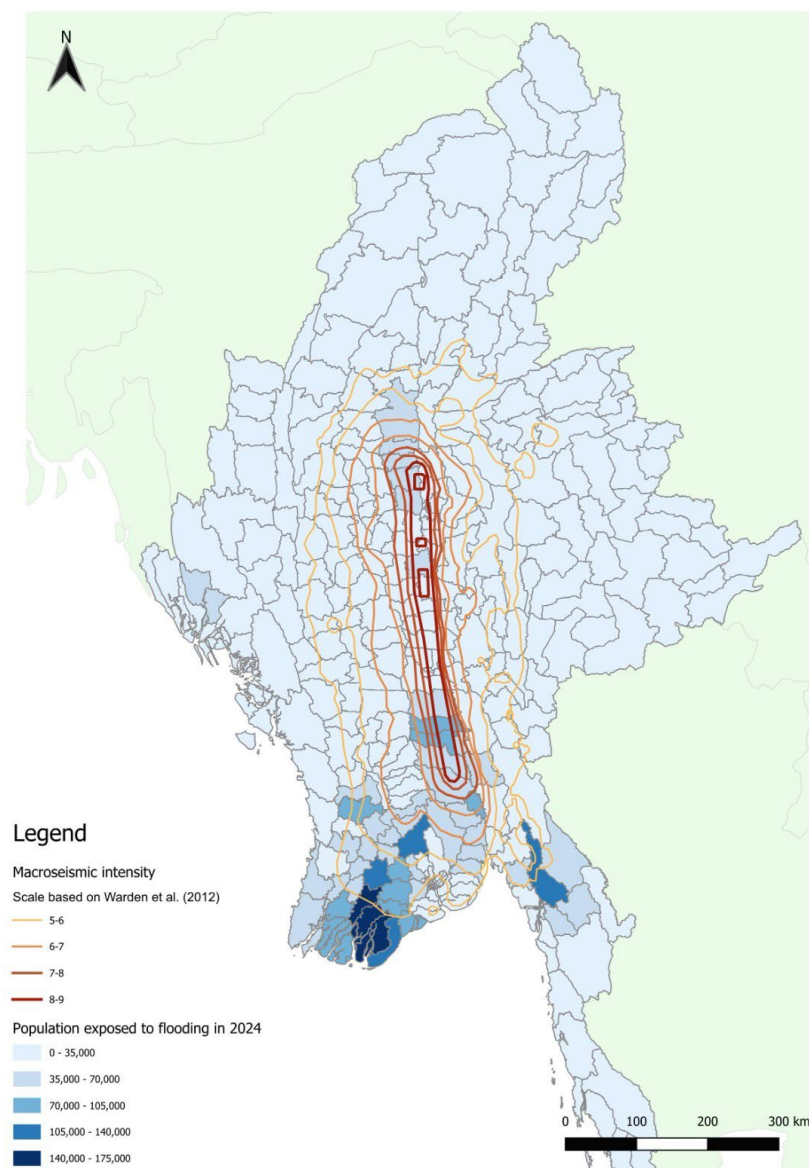 N
Legend
Macroseismic intensity
Scale based on Warden et al. (2012)
5-6
6-7
7-8
8-9
Population exposed to flooding in 2024
0 - 35,000
35,000 - 70,000
70,000 - 105,000
105,000 - 140,000
140,000 - 175,000
0 100 200 300 km